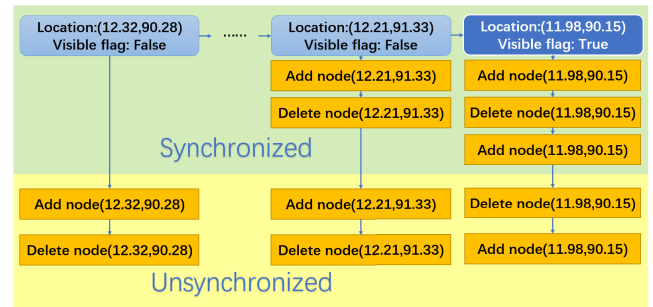 Location:(12.32,90.28)
Visible flag: False
......
Location:(12.21,91.33)
Visible flag: False
Location:(11.98,90.15)
Visible flag: True
Add node(12.21,91.33)
Add node(11.98,90.15)
Delete node(12.21,91.33)
Delete node(11.98,90.15)
Synchronized
Add node(11.98,90.15)
Add node(12.32,90.28)
Add node(12.21,91.33)
Delete node(11.98,90.15)
Delete node(12.32,90.28)
Delete node(12.21,91.33)
Add node(11.98,90.15)
Unsynchronized